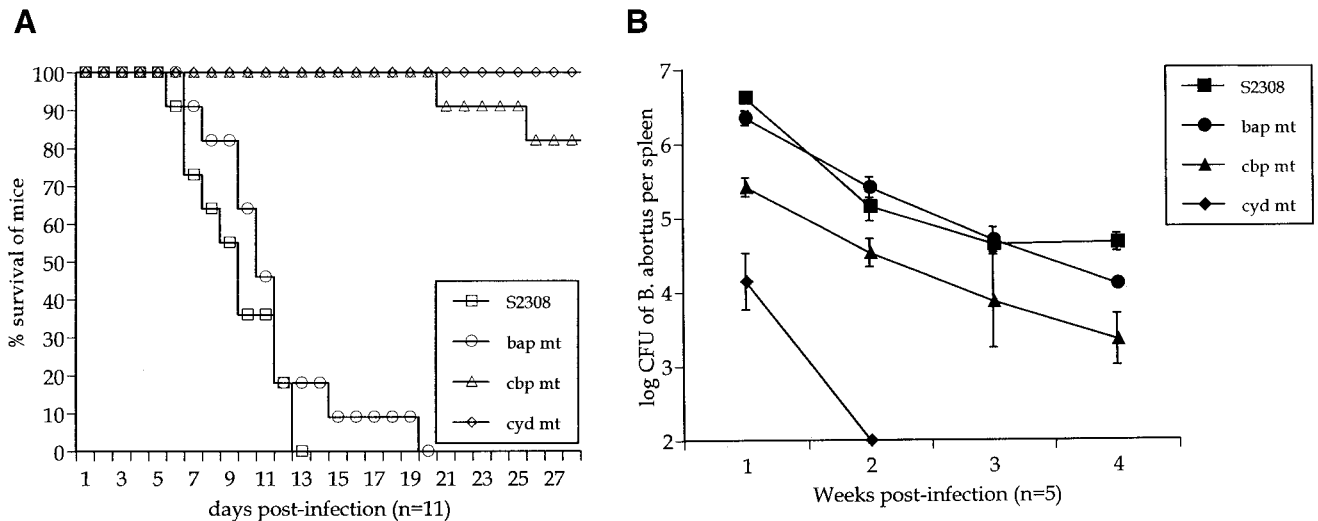 A
% survival of mice
100
90
80
70
60
50
40
30
20
10
0
1 3 5 7 9 11 13 15 17 19 21 23 25 27
days post-infection (n=11)
S2308
bap mt
cbp mt
cyd mt
B
log CFU of B. abortus per spleen
7
6
5
4
3
2
1 2 3 4
Weeks post-infection (n=5)
S2308
bap mt
cbp mt
cyd mt